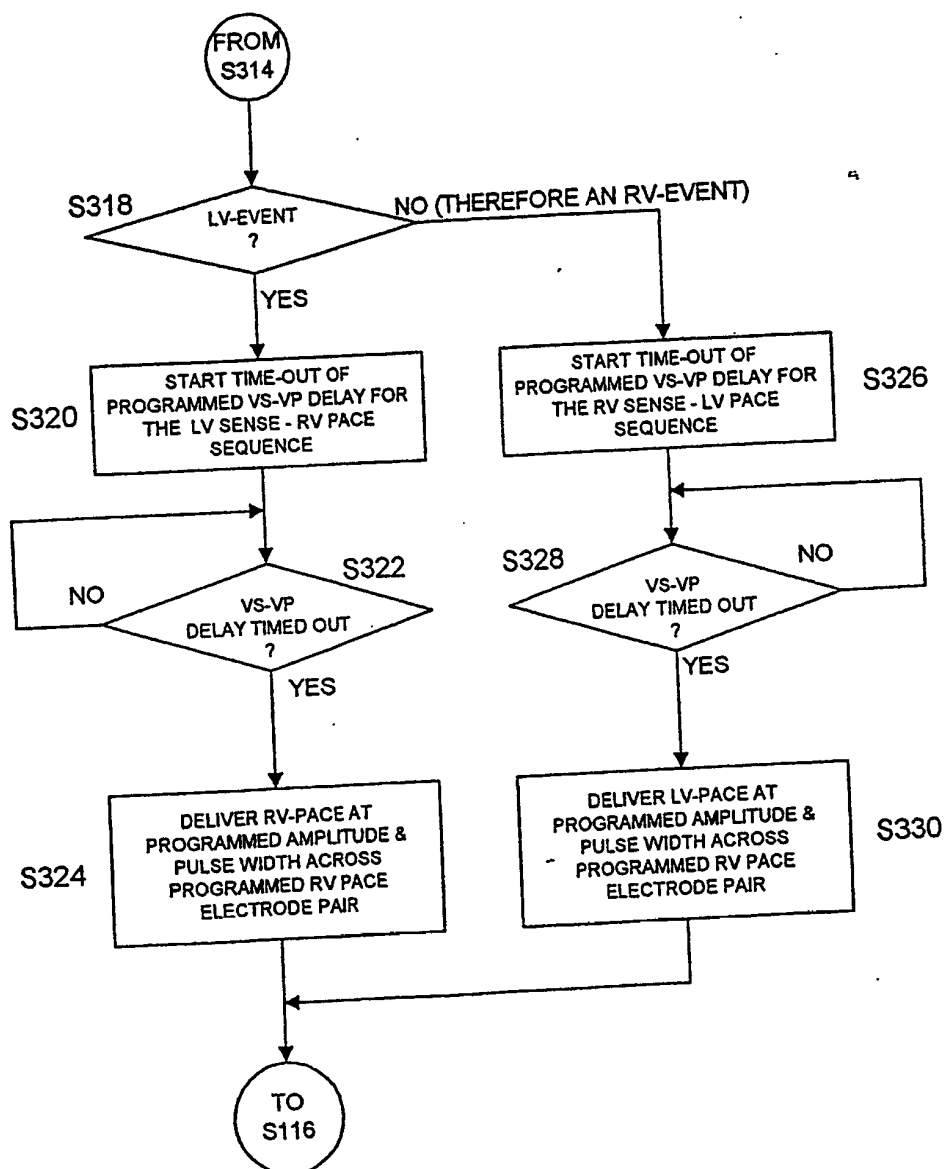 FROM
S314
S318
LV-EVENT
?
NO (THEREFORE AN RV-EVENT)
YES
S320
START TIME-OUT OF
PROGRAMMED VS-VP DELAY FOR
THE LV SENSE - RV PACE
SEQUENCE
START TIME-OUT OF
PROGRAMMED VS-VP DELAY FOR
THE RV SENSE - LV PACE
SEQUENCE
S326
NO
S322
VS-VP
DELAY TIMED OUT
?
YES
S328
NO
VS-VP
DELAY TIMED OUT
?
YES
S324
DELIVER RV-PACE AT
PROGRAMMED AMPLITUDE &
PULSE WIDTH ACROSS
PROGRAMMED RV PACE
ELECTRODE PAIR
DELIVER LV-PACE AT
PROGRAMMED AMPLITUDE &
PULSE WIDTH ACROSS
PROGRAMMED RV PACE
ELECTRODE PAIR
S330
TO
S116